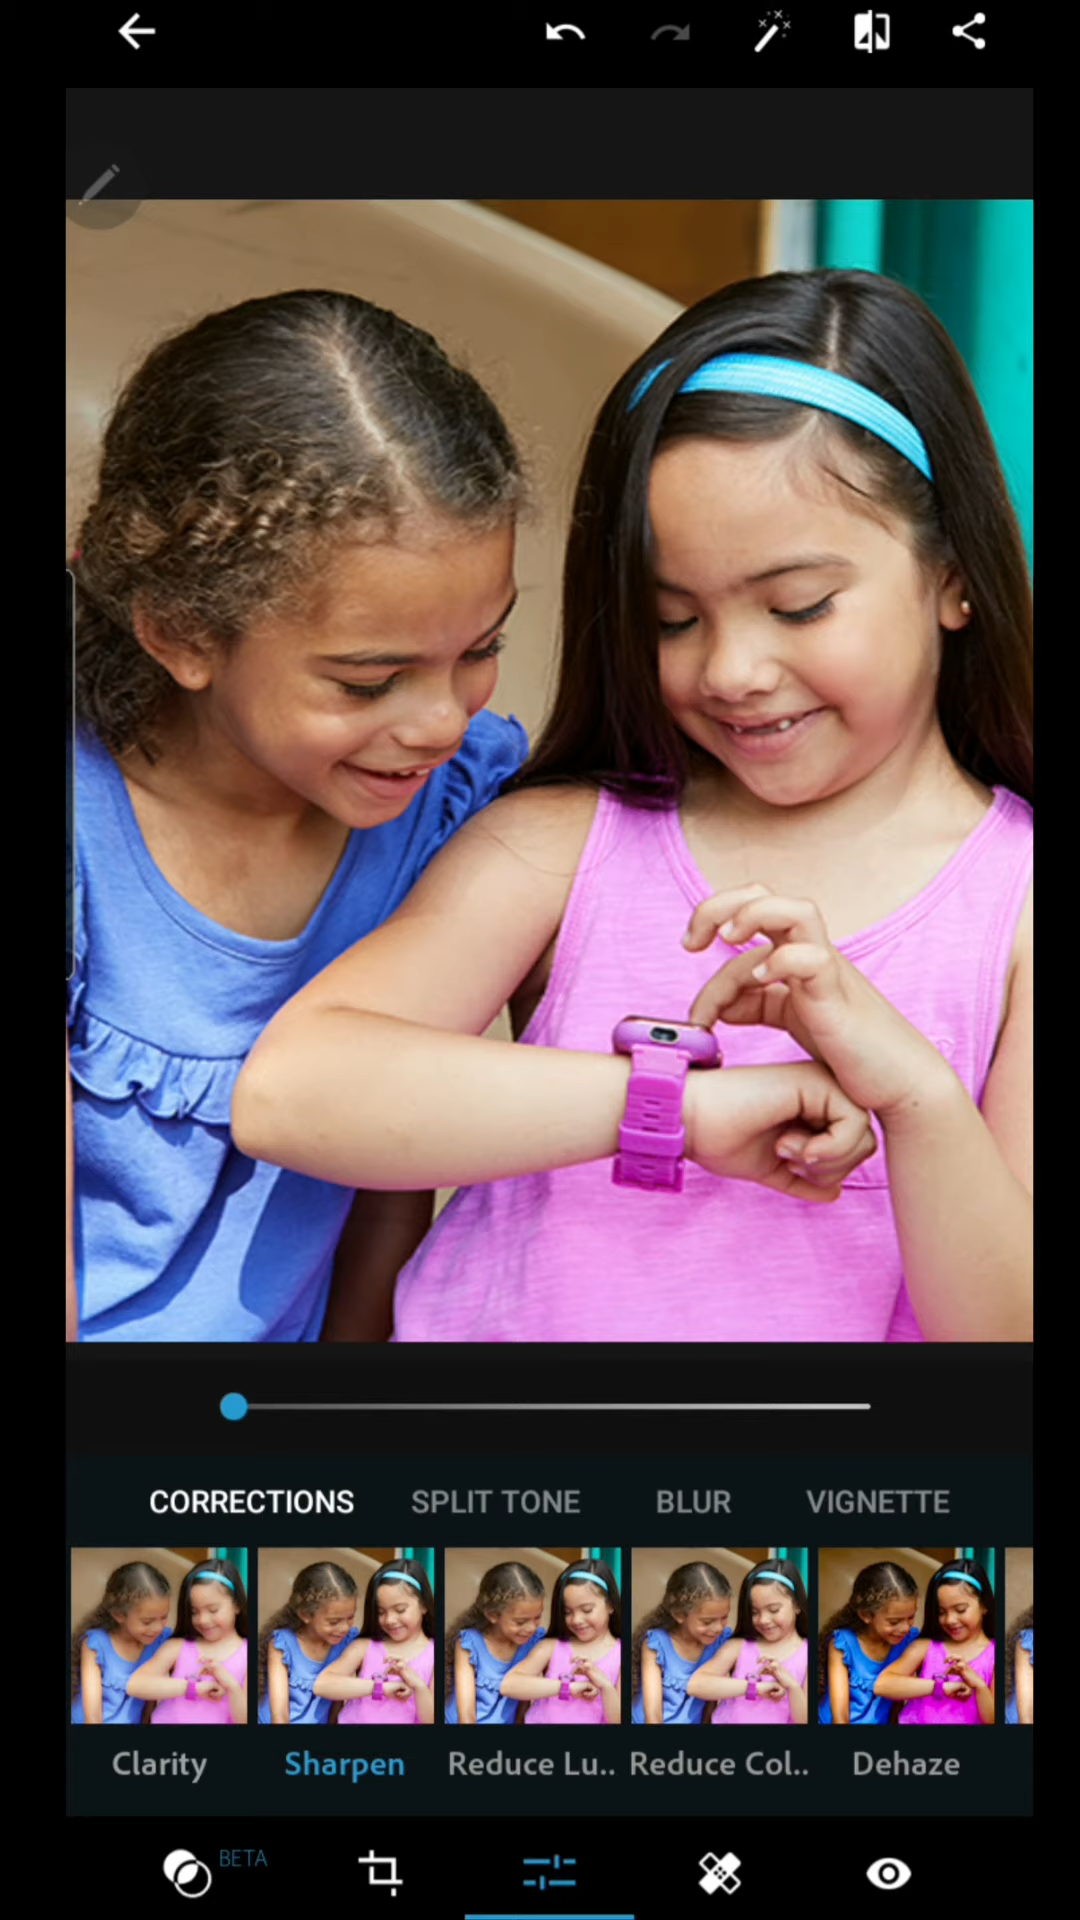 CORRECTIONS SPLIT TONE BLUR VIGNETTE
Clarity Sharpen Reduce Lu.. Reduce Col.. Dehaze
BETA